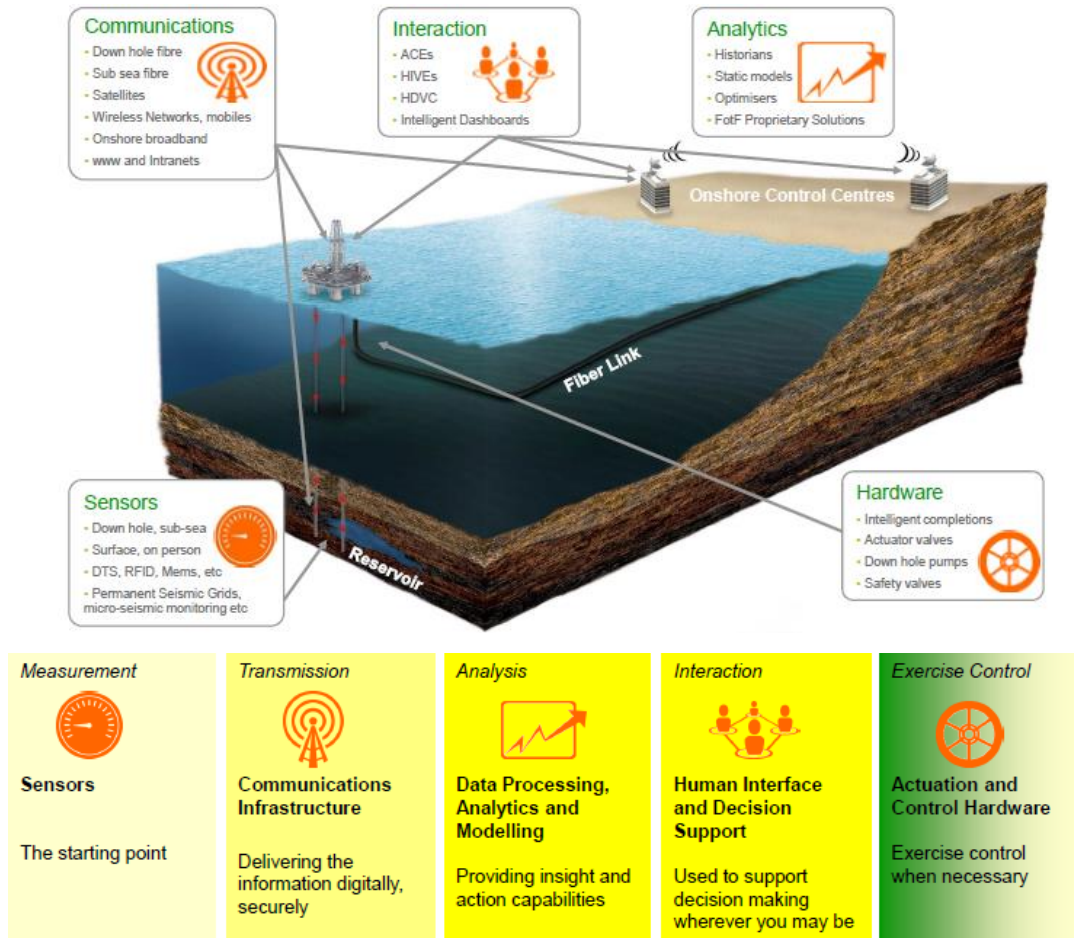 Communications
- Down hole fibre
- Sub sea fibre
- Satellites
- Wireless Networks, mobiles
- Onshore broadband
- www and Intranets
Interaction
- ACEs
- HIVEs
- HDVC
- Intelligent Dashboards
Analytics
- Historians
- Static models
- Optimisers
- FotF Proprietary Solutions
Onshore Control Centres
Fiber Link
Sensors
- Down hole, sub-sea
- Surface, on person
- DTS, RFID, Mems, etc
- Permanent Seismic Grids,
micro-seismic monitoring etc
Reservoir
Hardware
- Intelligent completions
- Actuator valves
- Down hole pumps
- Safety valves
Measurement
Sensors
The starting point
Transmission
Communications
Infrastructure
Delivering the
information digitally,
securely
Analysis
Data Processing,
Analytics and
Modelling
Providing insight and
action capabilities
Interaction
Human Interface
and Decision
Support
Used to support
decision making
wherever you may be
Exercise Control
Actuation and
Control Hardware
Exercise control
when necessary